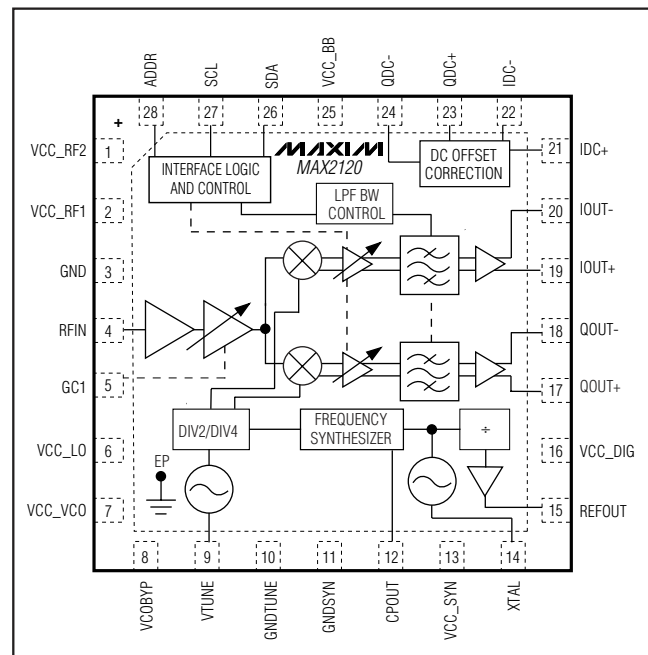 ADDR
SCL
SDA
VCC_BB
QDC-
QDC+
IDC-
28
27
26
25
24
23
22
+
VCC_RF2
1
MAXIM
MAX2120
INTERFACE LOGIC
AND CONTROL
DC OFFSET
CORRECTION
21
IDC+
LPF BW
CONTROL
VCC_RF1
2
20
IOUT-
GND
3
19
IOUT+
RFIN
4
18
QOUT-
GC1
5
17
QOUT+
DIV2/DIV4
FREQUENCY
SYNTHESIZER
÷
VCC_LO
6
16
VCC_DIG
EP
VCC_VCO
7
15
REFOUT
8
9
10
11
12
13
14
VCOBYP
VTUNE
GNDTUNE
GNDSYN
CPOUT
VCC_SYN
XTAL